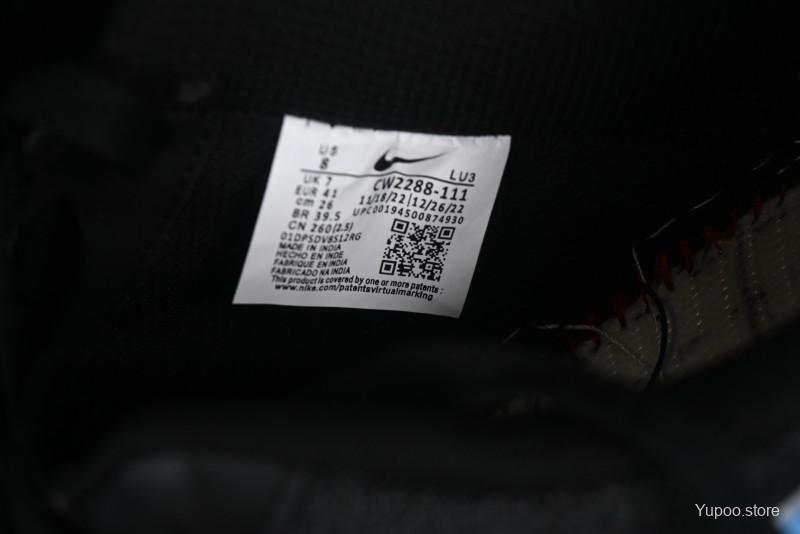 US
8
LU3
UK 7
CW2288-111
EUR 41
11/18/22|12/26/22
cm 26
UPC00194500874930
BR 39.5
CN 260(2.5)
01DPSDV8S12RG
MADE IN INDIA
HECHO EN INDE
FABRIQUE EN INDE
FABRICADO NA INDIA
This product is covered by one or more patents :
www.nike.com/patentsvirtualmarking
Yupoo.store